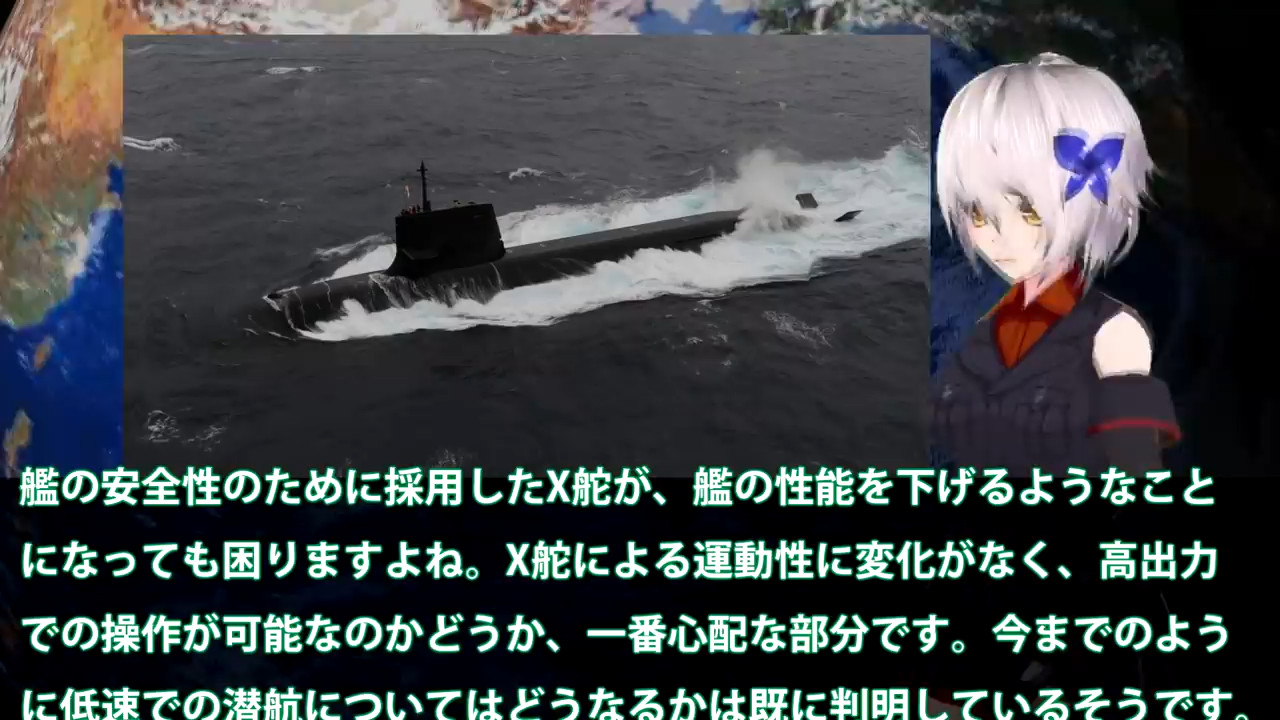 艦の安全性のために採用したX舵が、艦の性能を下げるようなこと
になっても困りますよね。X舵による運動性に変化がなく、高出力
での操作が可能なのかどうか、一番心配な部分です。今までのよう
に低速での潜航についてはどうなるかは既に判明しているそうです。